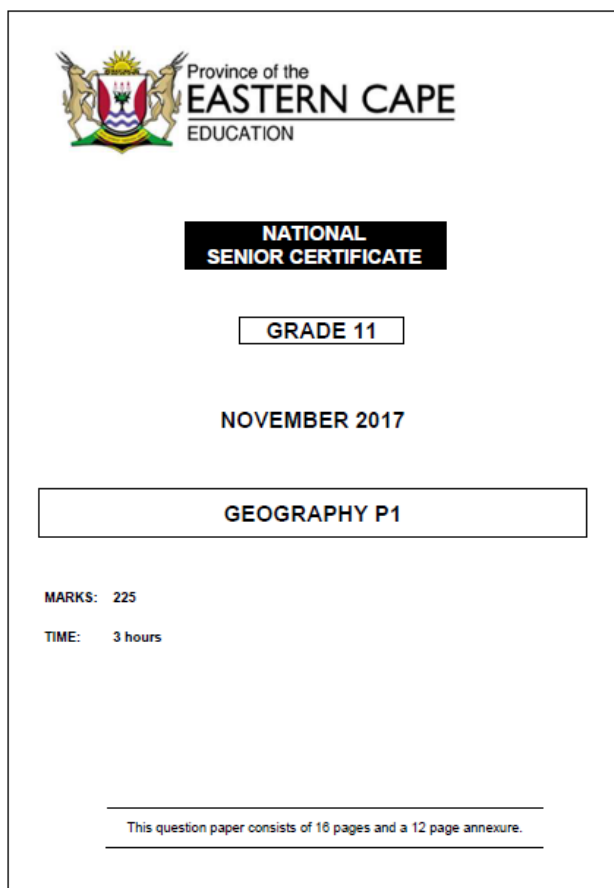 Province of the
EASTERN CAPE
EDUCATION
NATIONAL
SENIOR CERTIFICATE
GRADE 11
NOVEMBER 2017
GEOGRAPHY P1
MARKS: 225
TIME: 3 hours
This question paper consists of 16 pages and a 12 page annexure.